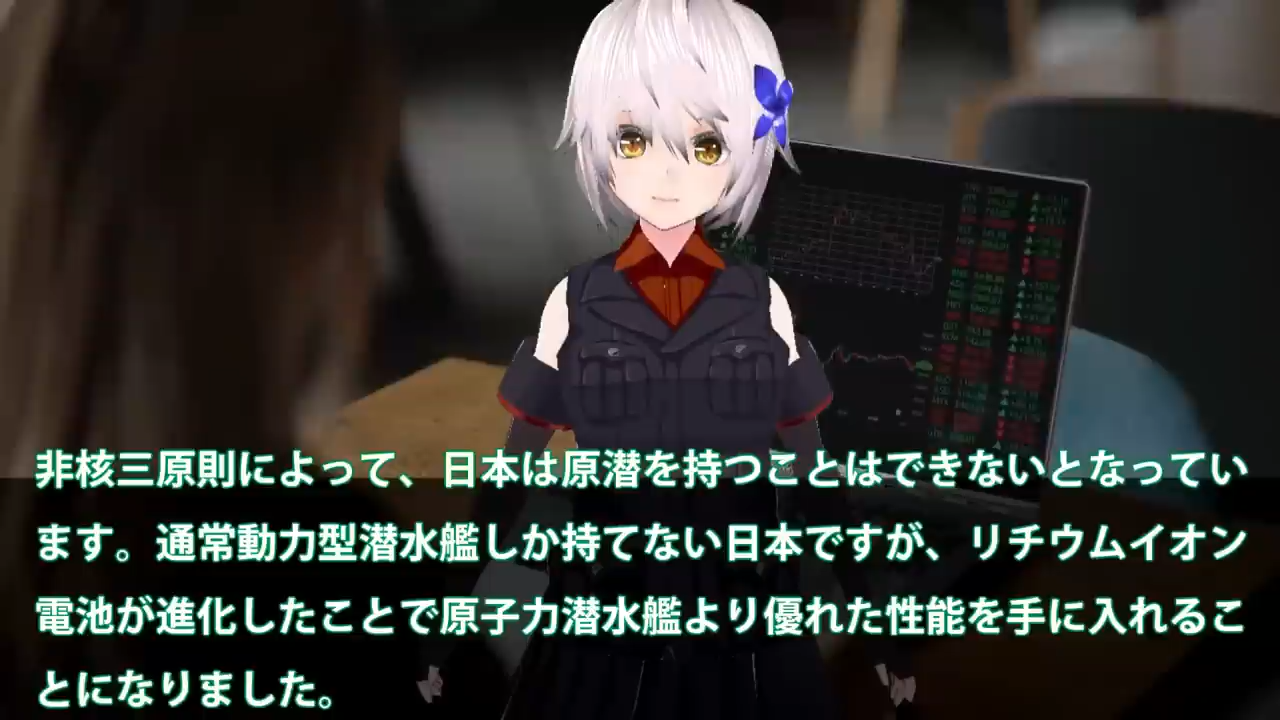 非核三原則によって、日本は原潜を持つことはできないとなってい
ます。通常動力型潜水艦しか持てない日本ですが、リチウムイオン
電池が進化したことで原子力潜水艦より優れた性能を手に入れるこ
とになりました。